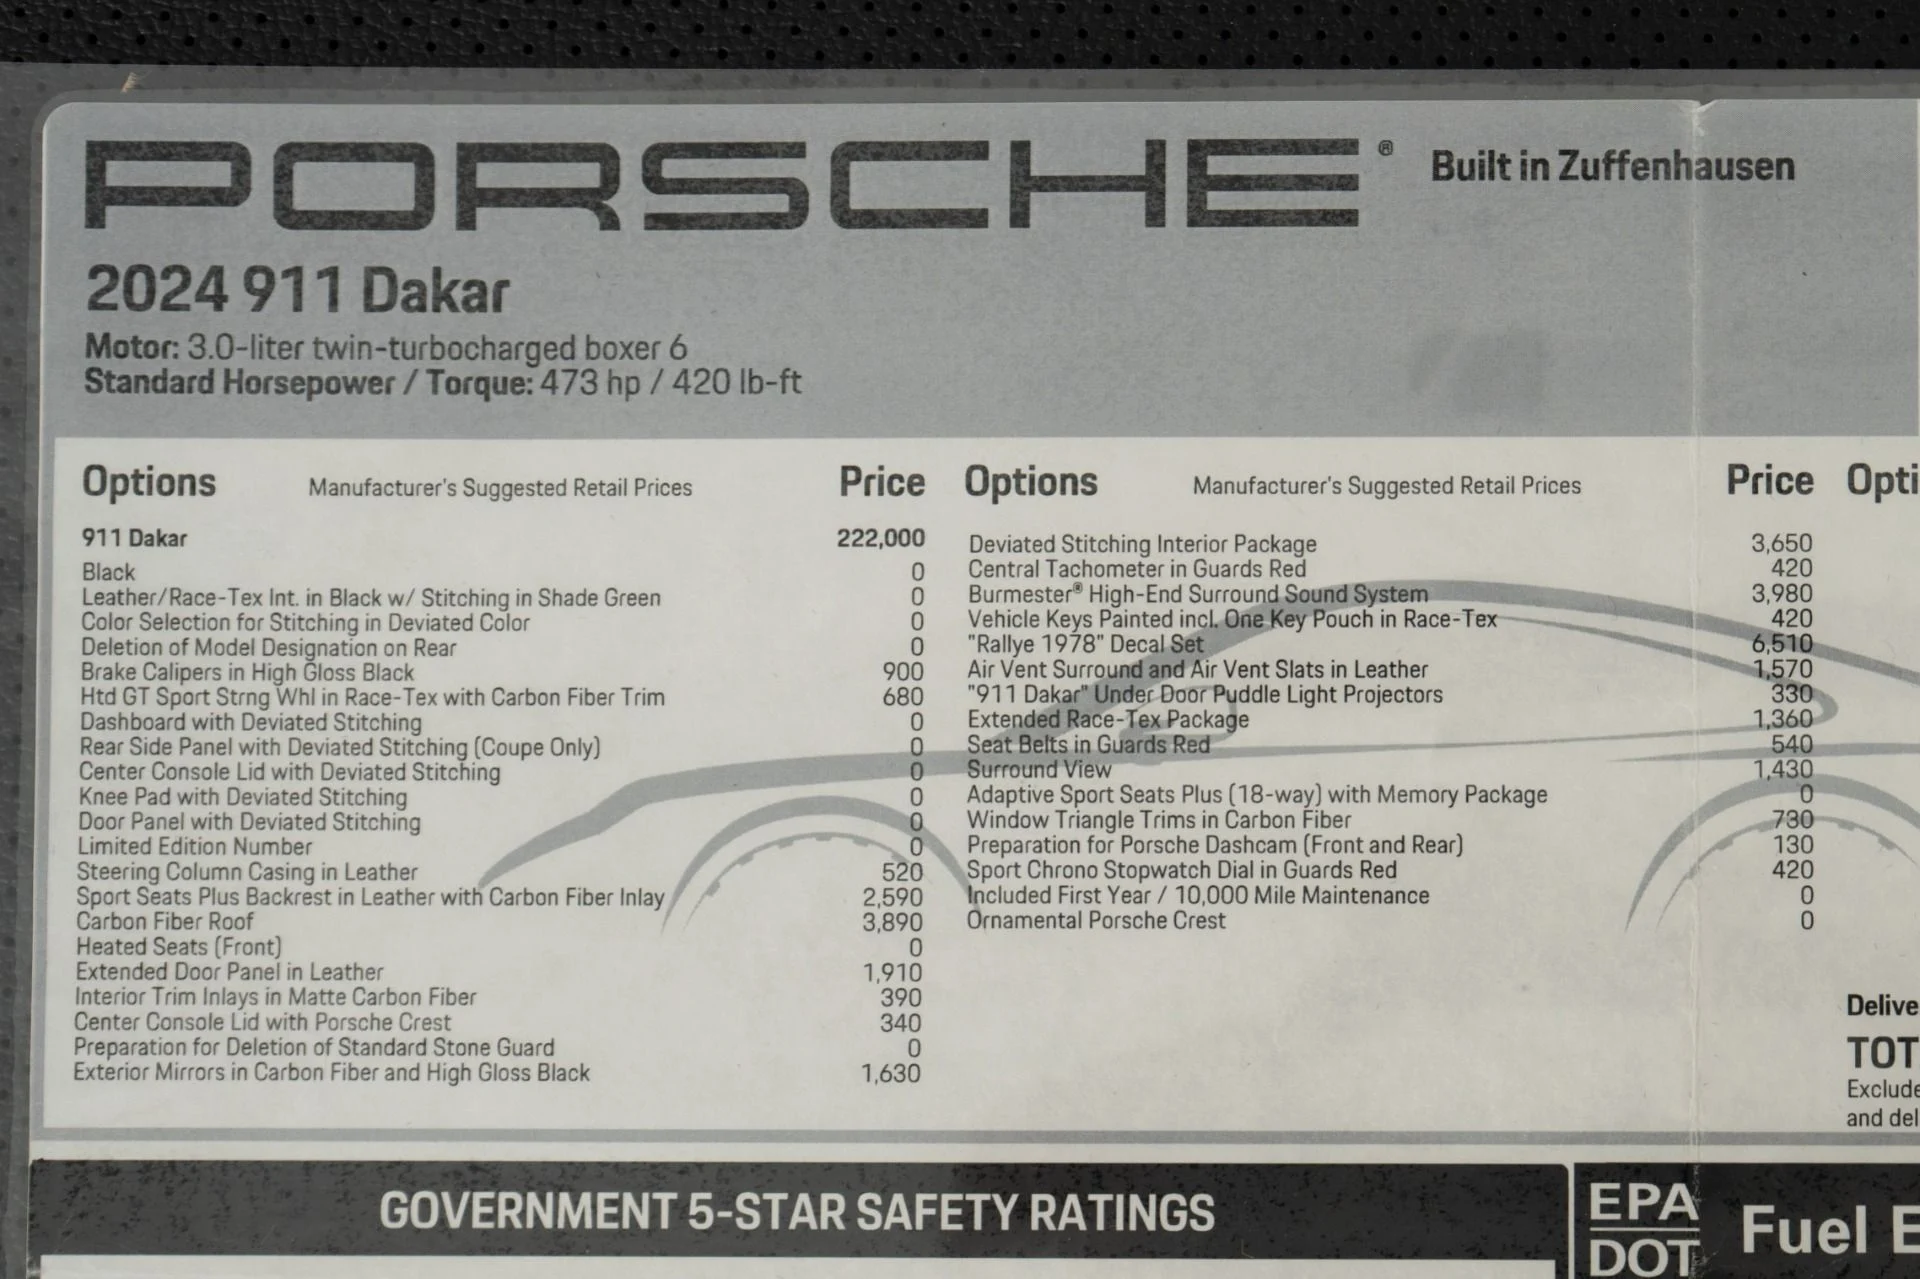 PORSCHE® Built in Zuffenhausen
2024 911 Dakar
Motor: 3.0-liter twin-turbocharged boxer 6
Standard Horsepower / Torque: 473 hp / 420 lb-ft
Options Manufacturer's Suggested Retail Prices Price
911 Dakar 222,000
Black 0
Leather/Race-Tex Int. in Black w/ Stitching in Shade Green 0
Color Selection for Stitching in Deviated Color 0
Deletion of Model Designation on Rear 0
Brake Calipers in High Gloss Black 900
Htd GT Sport Strng Whl in Race-Tex with Carbon Fiber Trim 680
Dashboard with Deviated Stitching 0
Rear Side Panel with Deviated Stitching (Coupe Only) 0
Center Console Lid with Deviated Stitching 0
Knee Pad with Deviated Stitching 0
Door Panel with Deviated Stitching 0
Limited Edition Number 0
Steering Column Casing in Leather 520
Sport Seats Plus Backrest in Leather with Carbon Fiber Inlay 2,590
Carbon Fiber Roof 3,890
Heated Seats (Front) 0
Extended Door Panel in Leather 1,910
Interior Trim Inlays in Matte Carbon Fiber 390
Center Console Lid with Porsche Crest 340
Preparation for Deletion of Standard Stone Guard 0
Exterior Mirrors in Carbon Fiber and High Gloss Black 1,630
Options Manufacturer's Suggested Retail Prices Price
Deviated Stitching Interior Package 3,650
Central Tachometer in Guards Red 420
Burmester® High-End Surround Sound System 3,980
Vehicle Keys Painted incl. One Key Pouch in Race-Tex 420
"Rallye 1978" Decal Set 6,510
Air Vent Surround and Air Vent Slats in Leather 1,570
"911 Dakar" Under Door Puddle Light Projectors 330
Extended Race-Tex Package 1,360
Seat Belts in Guards Red 540
Surround View 1,430
Adaptive Sport Seats Plus (18-way) with Memory Package 0
Window Triangle Trims in Carbon Fiber 730
Preparation for Porsche Dashcam (Front and Rear) 130
Sport Chrono Stopwatch Dial in Guards Red 420
Included First Year / 10,000 Mile Maintenance 0
Ornamental Porsche Crest 0
Opti
Delive
TOT
Exclude
and del
GOVERNMENT 5-STAR SAFETY RATINGS
EPA
DOT
Fuel E